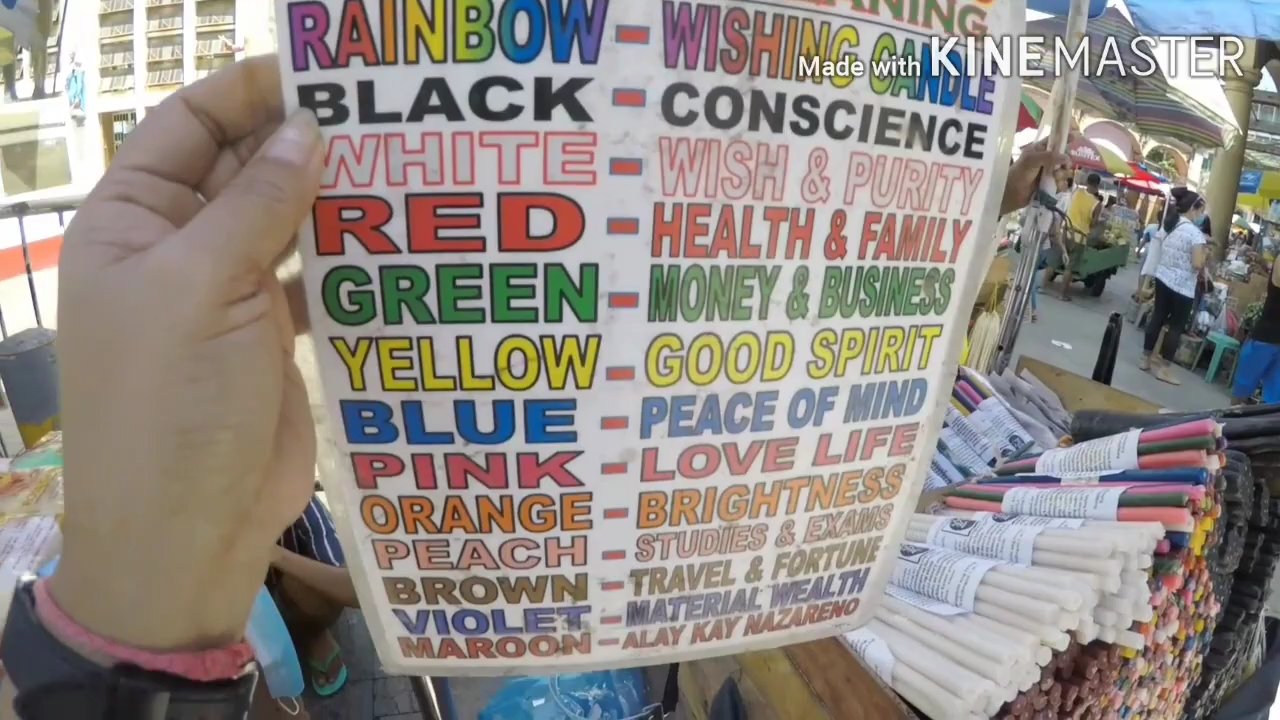 MEANING
RAINBOW - WISHING CANDLE
BLACK - CONSCIENCE
WHITE - WISH & PURITY
RED - HEALTH & FAMILY
GREEN - MONEY & BUSINESS
YELLOW - GOOD SPIRIT
BLUE - PEACE OF MIND
PINK - LOVE LIFE
ORANGE - BRIGHTNESS
PEACH - STUDIES & EXAMS
BROWN - TRAVEL & FORTUNE
VIOLET - MATERIAL WEALTH
MAROON - ALAY KAY NAZARENO
Made with KINEMASTER